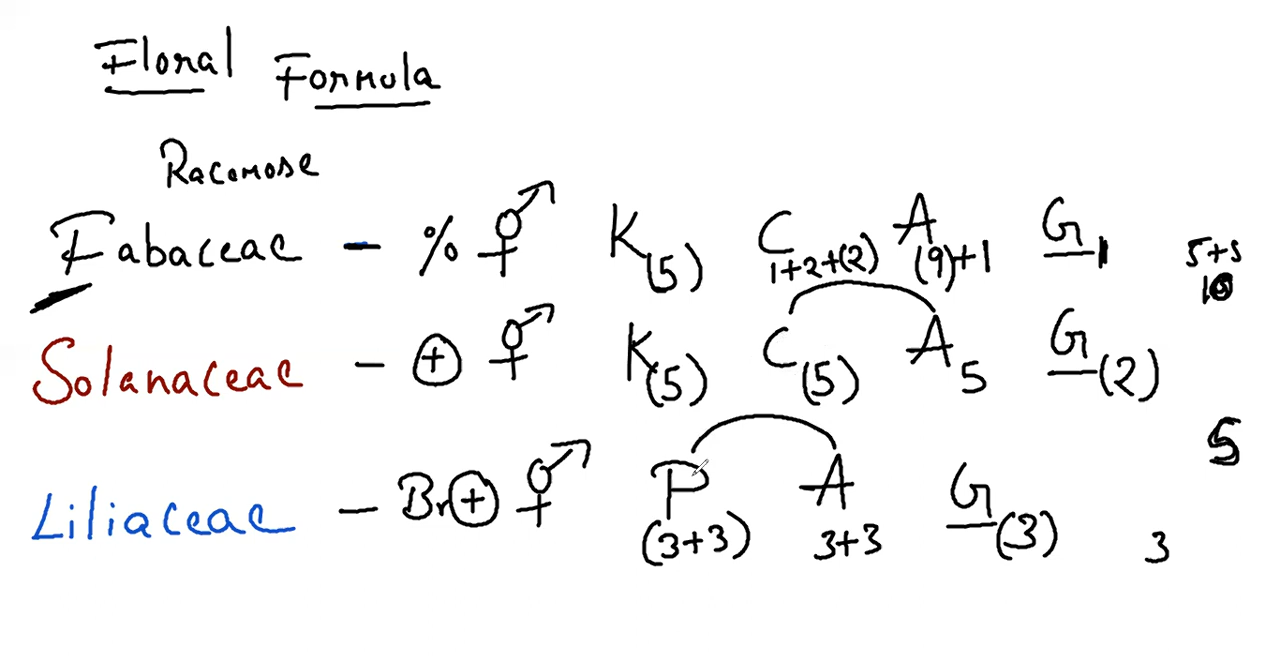 Floral Formula
Racemose
Fabaceae - % ⚥ K(5) C1+2+(2) A(9)+1 G1 5+5
10
Solanaceae - ⊕ ⚥ K(5) C(5) A5 G(2)
5
Liliaceae - Br⊕ ⚥ P(3+3) A3+3 G(3) 3